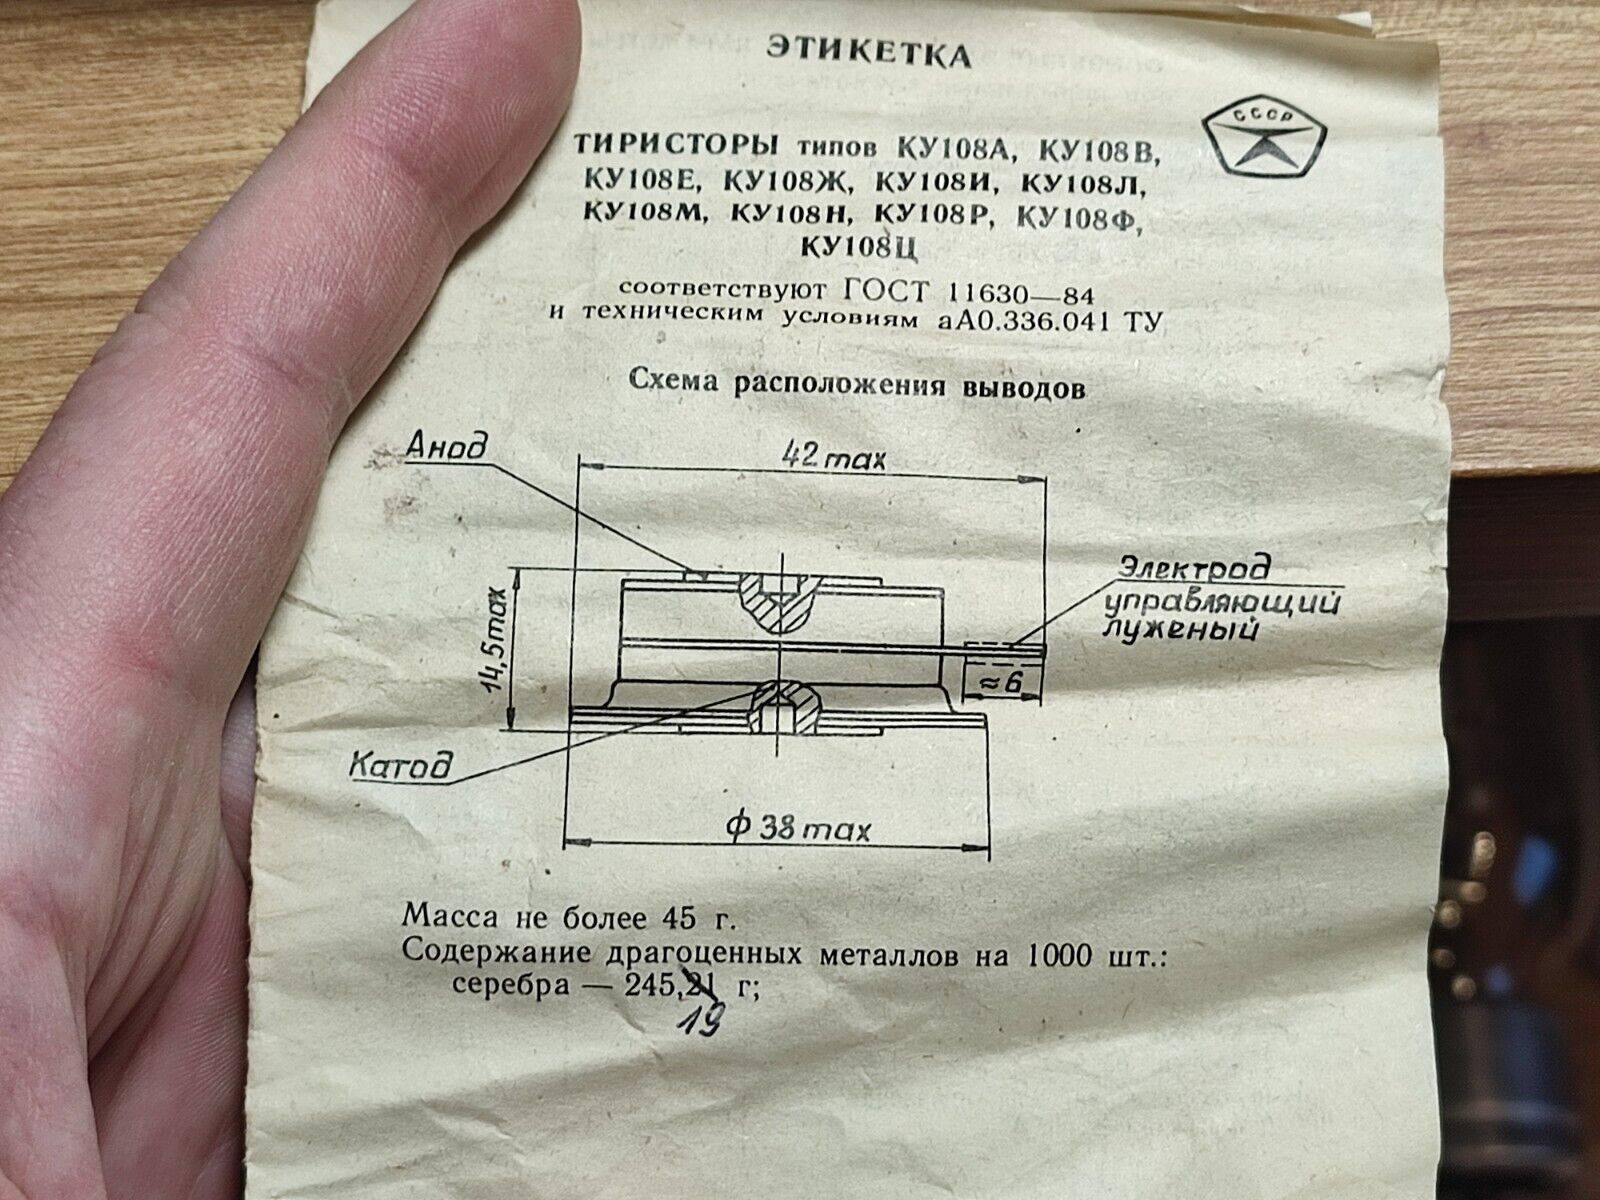 ЭТИКЕТКА
СССР
ТИРИСТОРЫ типов КУ108А, КУ108В,
КУ108Е, КУ108Ж, КУ108И, КУ108Л,
КУ108М, КУ108Н, КУ108Р, КУ108Ф,
КУ108Ц
соответствуют ГОСТ 11630—84
и техническим условиям аА0.336.041 ТУ
Схема расположения выводов
Анод
42 max
Электрод
управляющий
луженый
14,5 max
≈6
Катод
ф 38 max
Масса не более 45 г.
Содержание драгоценных металлов на 1000 шт.:
серебра — 245,21 г;
19